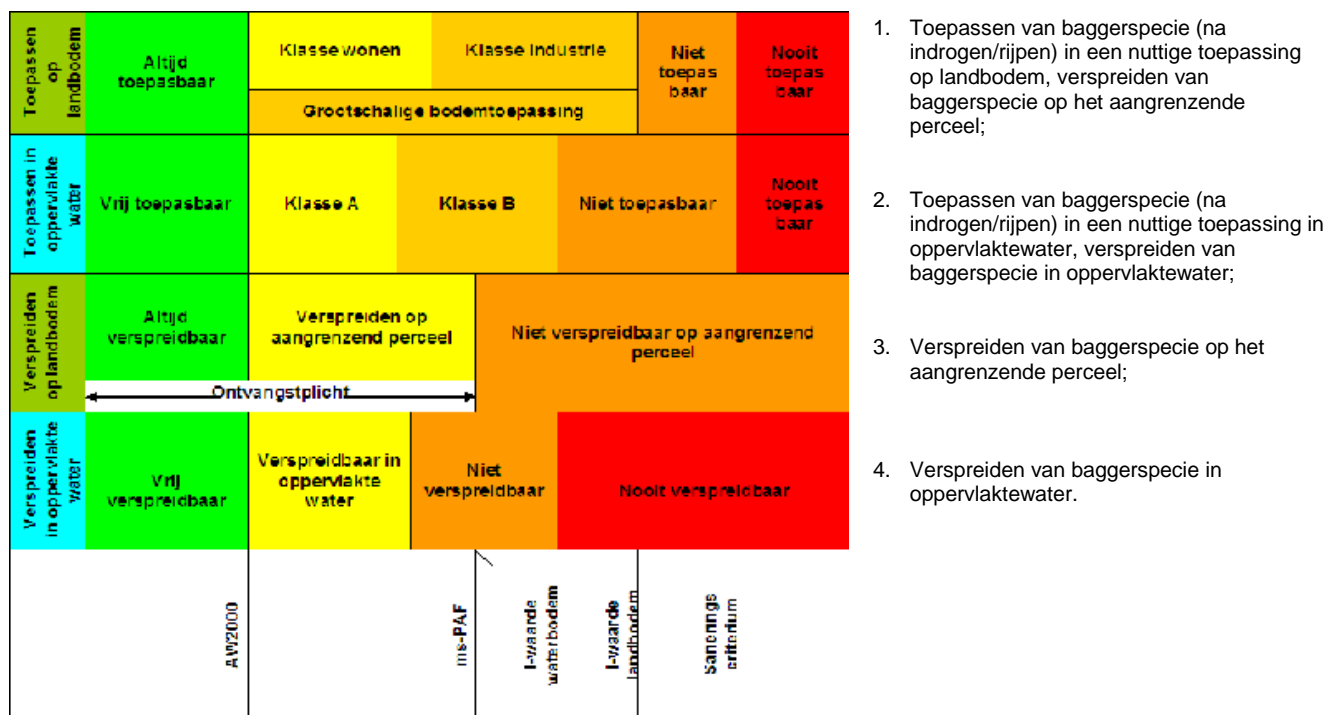 Toepassen
op
landbodem
Altijd
toepasbaar
Klasse wonen
Klasse industrie
Grootschalige bodemtoepassing
Niet
toepas
baar
Nooit
toepas
baar
Toepassen in
oppervlakte
water
Vrij toepasbaar
Klasse A
Klasse B
Niet toepasbaar
Nooit
toepas
baar
Verspreiden
op landbodem
Altijd
verspreidbaar
Verspreiden op
aangrenzend perceel
Niet verspreidbaar op aangrenzend
perceel
Ontvangstplicht
Verspreiden
in oppervlakte
water
Vrij
verspreidbaar
Verspreidbaar in
oppervlakte
water
Niet
verspreidbaar
Nooit verspreidbaar
AW2000
ms-PAF
I-waarde
waterbodem
I-waarde
landbodem
Sanerings
criterium
1. Toepassen van baggerspecie (na
indrogen/rijpen) in een nuttige toepassing
op landbodem, verspreiden van
baggerspecie op het aangrenzende
perceel;
2. Toepassen van baggerspecie (na
indrogen/rijpen) in een nuttige toepassing in
oppervlaktewater, verspreiden van
baggerspecie in oppervlaktewater;
3. Verspreiden van baggerspecie op het
aangrenzende perceel;
4. Verspreiden van baggerspecie in
oppervlaktewater.